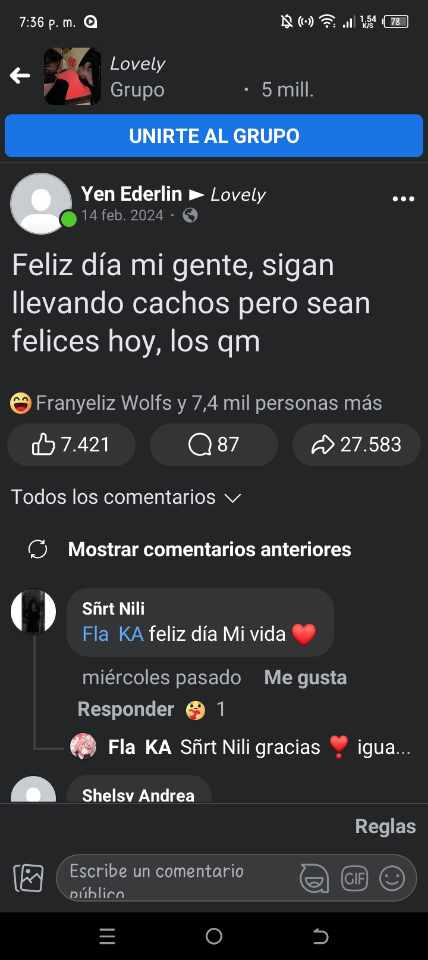 7:36 p. m.
1.54 K/S
78
Lovely
Grupo · 5 mill.
UNIRTE AL GRUPO
Yen Ederlin ► Lovely
14 feb. 2024 ·
Feliz día mi gente, sigan
llevando cachos pero sean
felices hoy, los qm
Franyeliz Wolfs y 7,4 mil personas más
7.421 87 27.583
Todos los comentarios
Mostrar comentarios anteriores
Sñrt Nili
Fla KA feliz día Mi vida ❤️
miércoles pasado Me gusta
Responder 1
Fla KA Sñrt Nili gracias ❣️ igua...
Shelsy Andrea
Reglas
Escribe un comentario
público
GIF